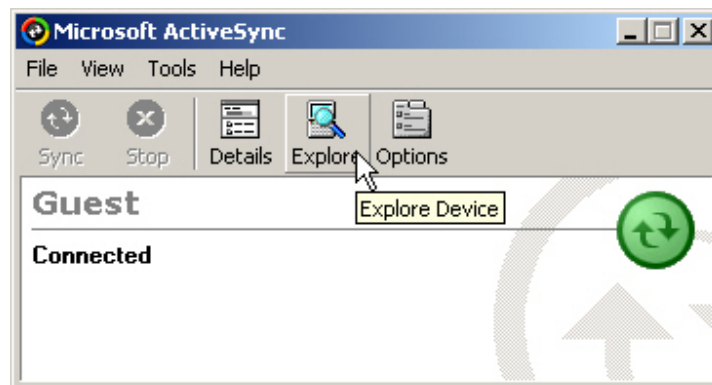 Microsoft ActiveSync
File View Tools Help
Sync Stop Details Explore Options
Explore Device
Guest
Connected